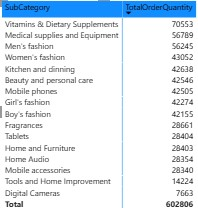 SubCategory TotalOrderQuantity
Vitamins & Dietary Supplements 70553
Medical supplies and Equipment 56789
Men's fashion 56245
Women's fashion 43052
Kitchen and dinning 42638
Beauty and personal care 42546
Mobile phones 42505
Girl's fashion 42274
Boy's fashion 42155
Fragrances 28661
Tablets 28404
Home and Furniture 28403
Home Audio 28354
Mobile accessories 28340
Tools and Home Improvement 14224
Digital Cameras 7663
Total 602806